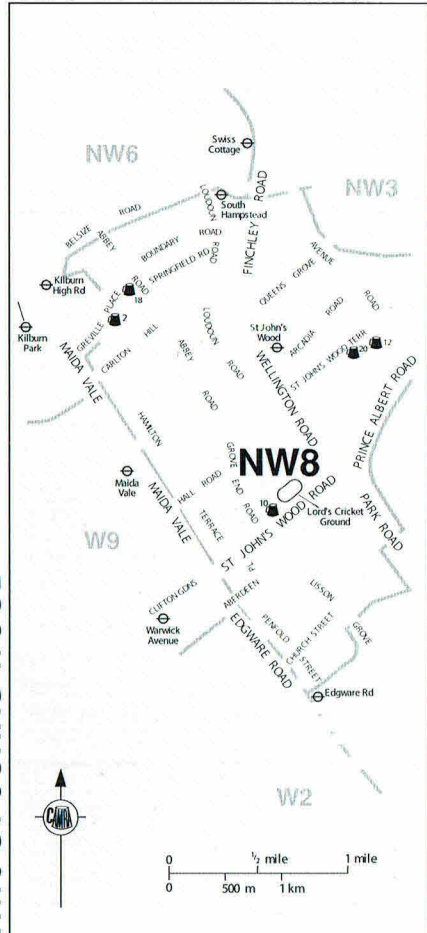 Swiss
Cottage
NW6
NW3
South
Hampstead
BELSIZE ROAD
ABBEY ROAD
LOUDOUN ROAD
BOUNDARY ROAD
SPRINGFIELD RD
FINCHLEY ROAD
AVENUE ROAD
QUEENS GROVE
Kilburn
High Rd
18
GREVILLE PLACE
2
Kilburn
Park
CARLTON HILL
ABBEY ROAD
LOUDOUN ROAD
St John's
Wood
ARCADIA ROAD
ST JOHN'S WOOD TERR
20
12
MAIDA VALE
WELLINGTON ROAD
PRINCE ALBERT ROAD
HAMILTON TERRACE
GROVE END ROAD
NW8
Maida
Vale
HALL ROAD
MAIDA VALE
10
Lord's Cricket
Ground
PARK ROAD
ST JOHN'S WOOD ROAD
W9
CLIFTON GDNS
ABERDEEN PL
LISSON GROVE
Warwick
Avenue
PENFOLD STREET
CHURCH STREET
EDGWARE ROAD
Edgware Rd
W2
CAMRA
0 ½ mile 1 mile
0 500 m 1 km